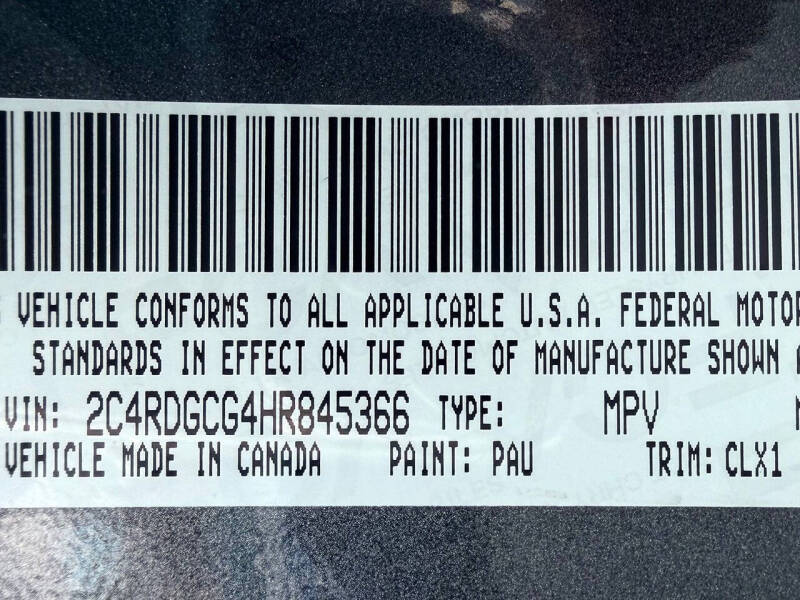 VEHICLE CONFORMS TO ALL APPLICABLE U.S.A. FEDERAL MOTOR
STANDARDS IN EFFECT ON THE DATE OF MANUFACTURE SHOWN
VIN: 2C4RDGCG4HR845366 TYPE: MPV
VEHICLE MADE IN CANADA PAINT: PAU TRIM: CLX1